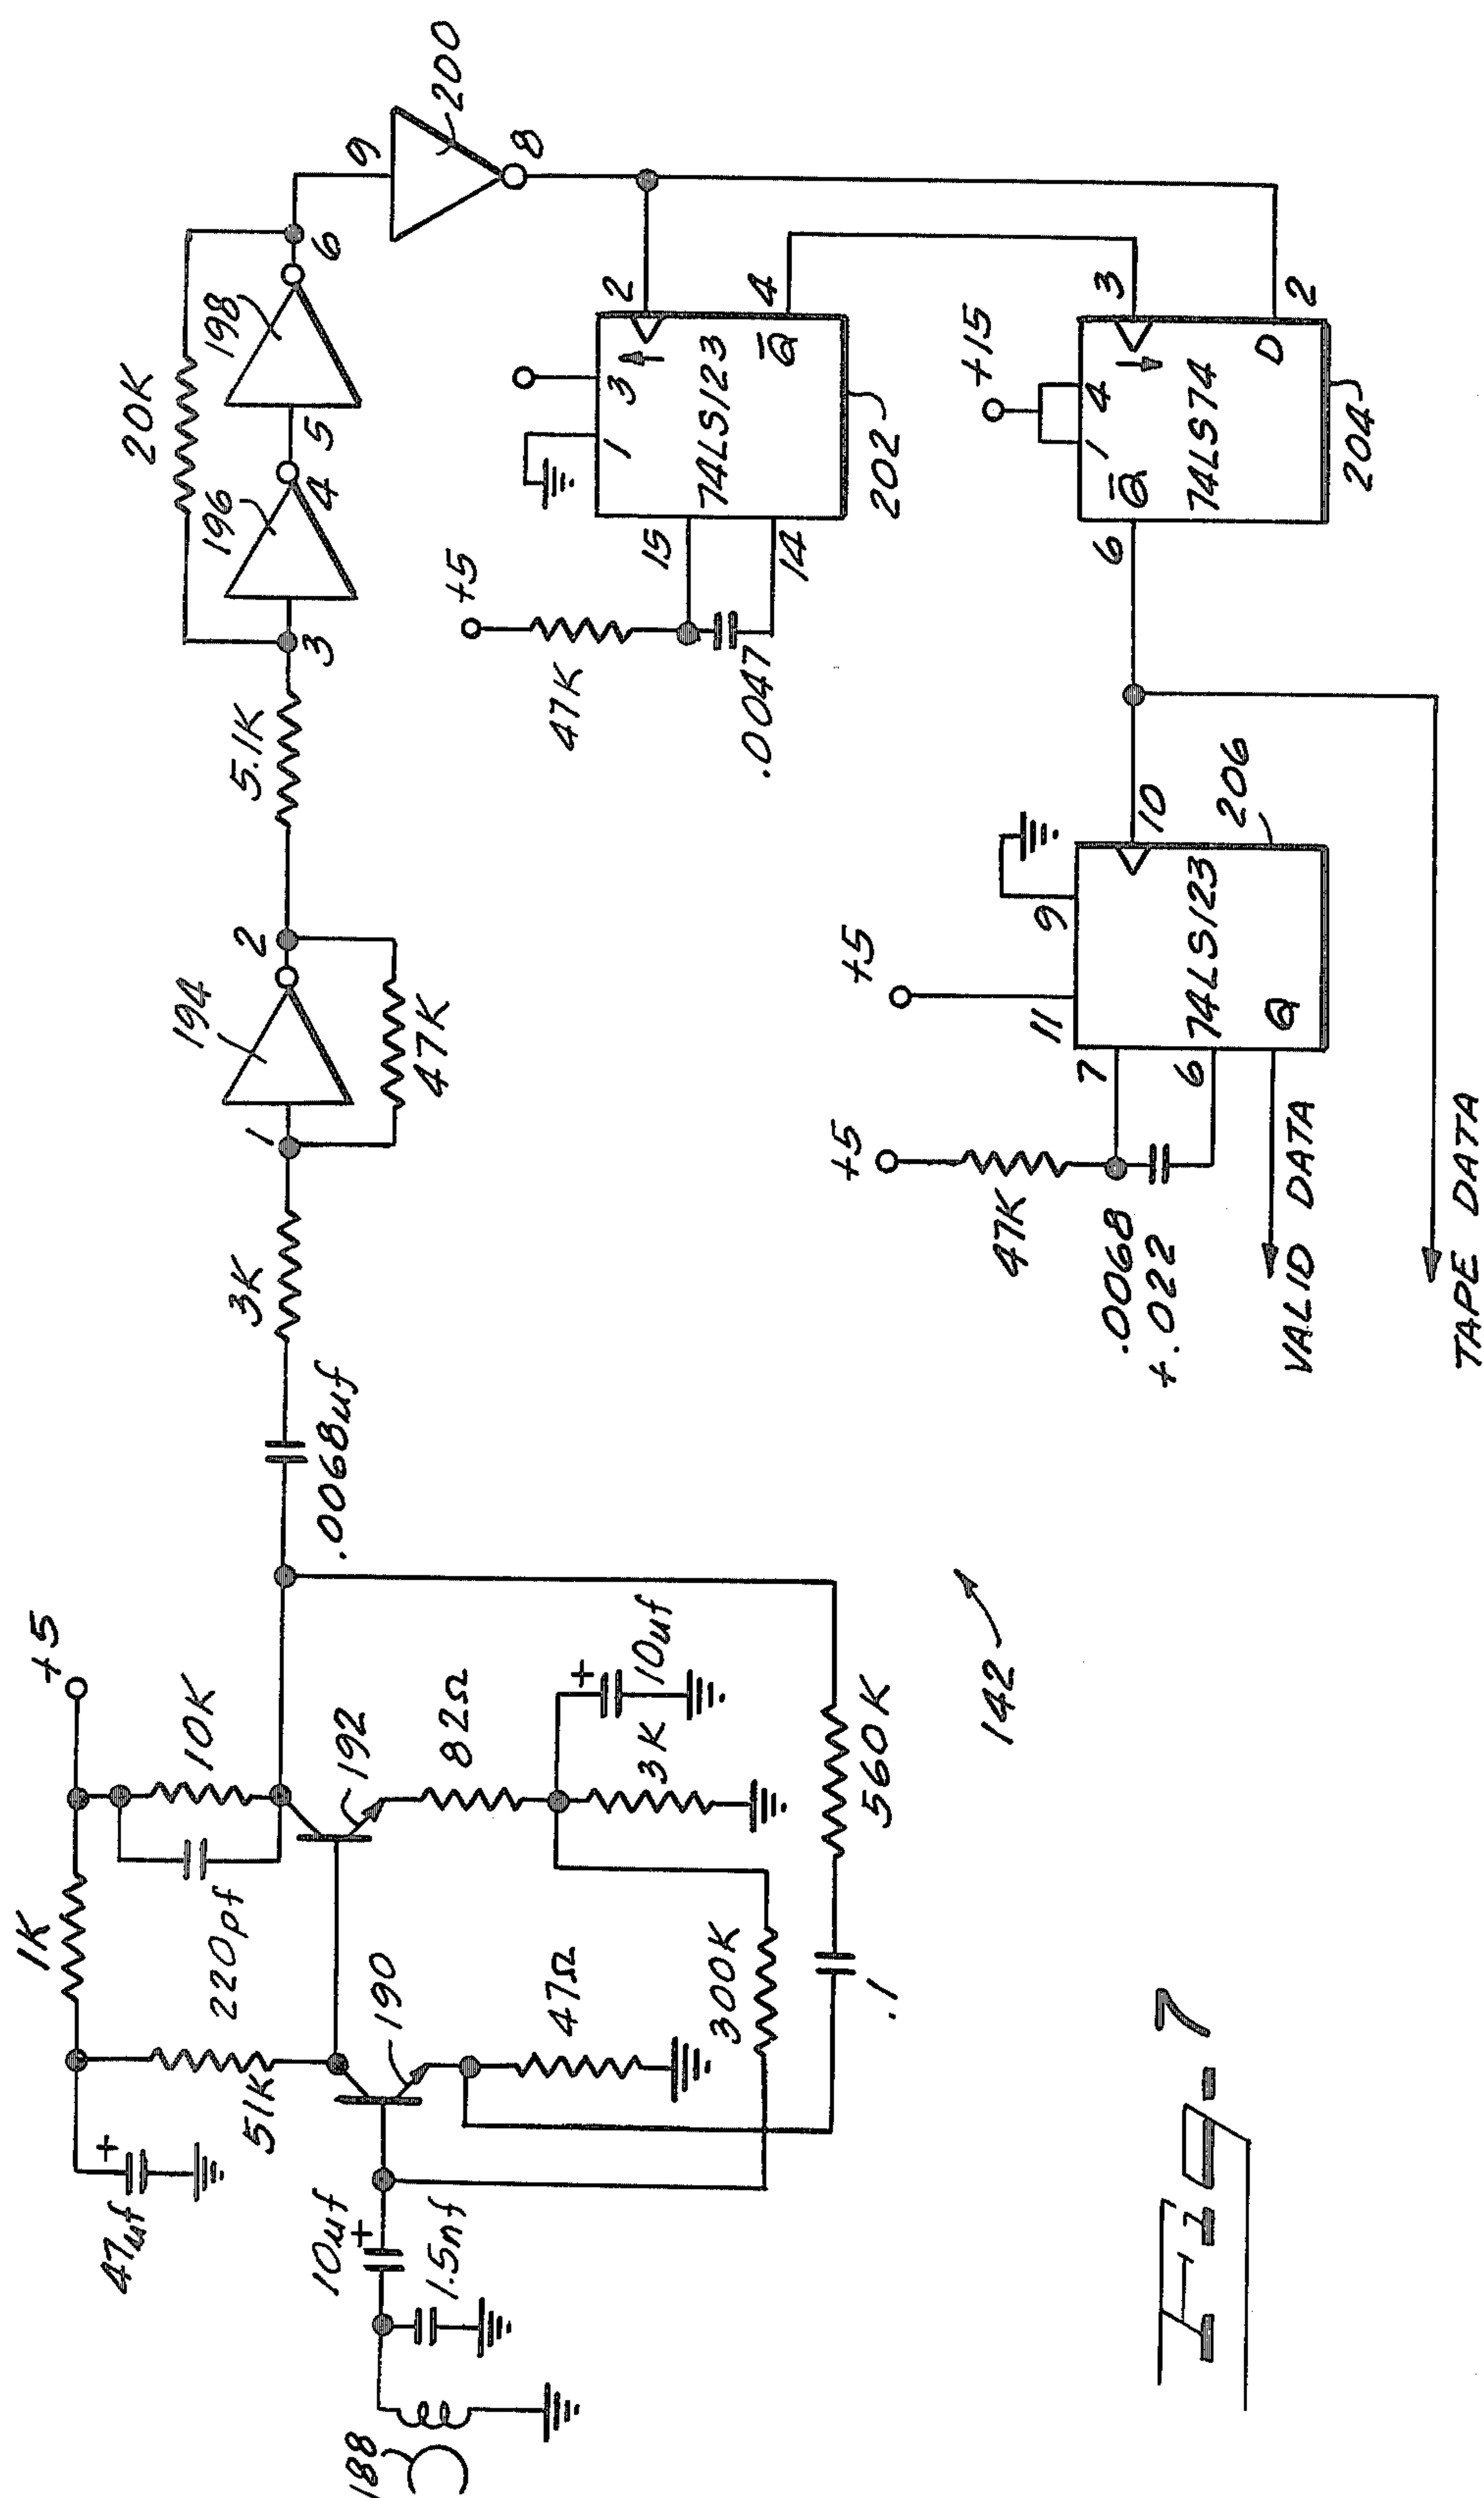 188
10uf
+
1.5nf
47uf
+
51K
1K
+5
220pf
10K
190
192
47Ω
82Ω
3K
+
10uf
300K
.1
560K
.0068uf
3K
1
194
2
47K
5.1K
3
196
4
5
198
6
20K
9
200
8
+5
47K
.0047
15
14
1
3
2
74LS123
Q̅
4
202
+15
1
4
3
Q̅
6
74LS74
D
2
204
+5
47K
.0068
+.022
+5
11
9
7
6
10
74LS123
Q
206
VALID DATA
TAPE DATA
142
Fig-7